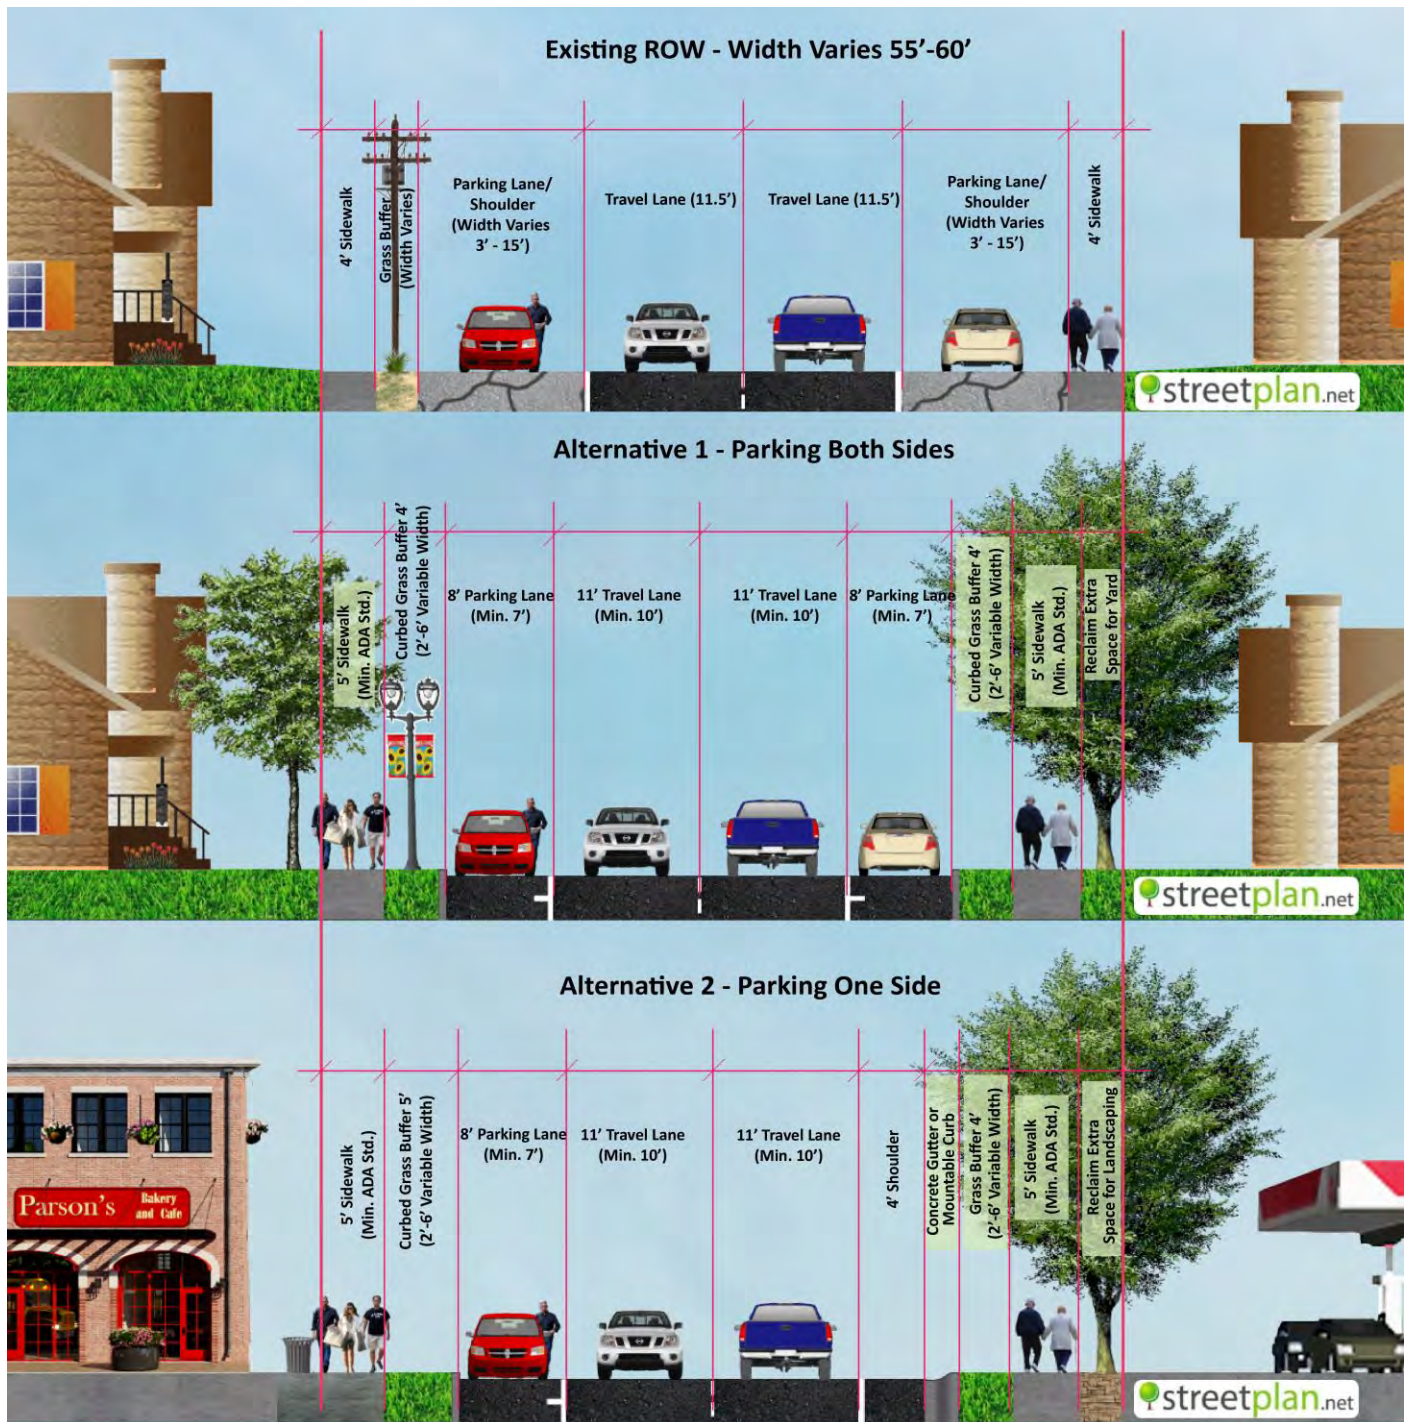 Existing ROW - Width Varies 55’-60’
4’ Sidewalk
Grass Buffer
(Width Varies)
Parking Lane/
Shoulder
(Width Varies
3’ - 15’)
Travel Lane (11.5’)
Travel Lane (11.5’)
Parking Lane/
Shoulder
(Width Varies
3’ - 15’)
4’ Sidewalk
streetplan.net
Alternative 1 - Parking Both Sides
5’ Sidewalk
(Min. ADA Std.)
Curbed Grass Buffer 4’
(2’-6’ Variable Width)
8’ Parking Lane
(Min. 7’)
11’ Travel Lane
(Min. 10’)
11’ Travel Lane
(Min. 10’)
8’ Parking Lane
(Min. 7’)
Curbed Grass Buffer 4’
(2’-6’ Variable Width)
5’ Sidewalk
(Min. ADA Std.)
Reclaim Extra
Space for Yard
streetplan.net
Alternative 2 - Parking One Side
5’ Sidewalk
(Min. ADA Std.)
Curbed Grass Buffer 5’
(2’-6’ Variable Width)
8’ Parking Lane
(Min. 7’)
11’ Travel Lane
(Min. 10’)
11’ Travel Lane
(Min. 10’)
4’ Shoulder
Concrete Gutter or
Mountable Curb
Grass Buffer 4’
(2’-6’ Variable Width)
5’ Sidewalk
(Min. ADA Std.)
Reclaim Extra
Space for Landscaping
Parson's
Bakery
and Cafe
streetplan.net